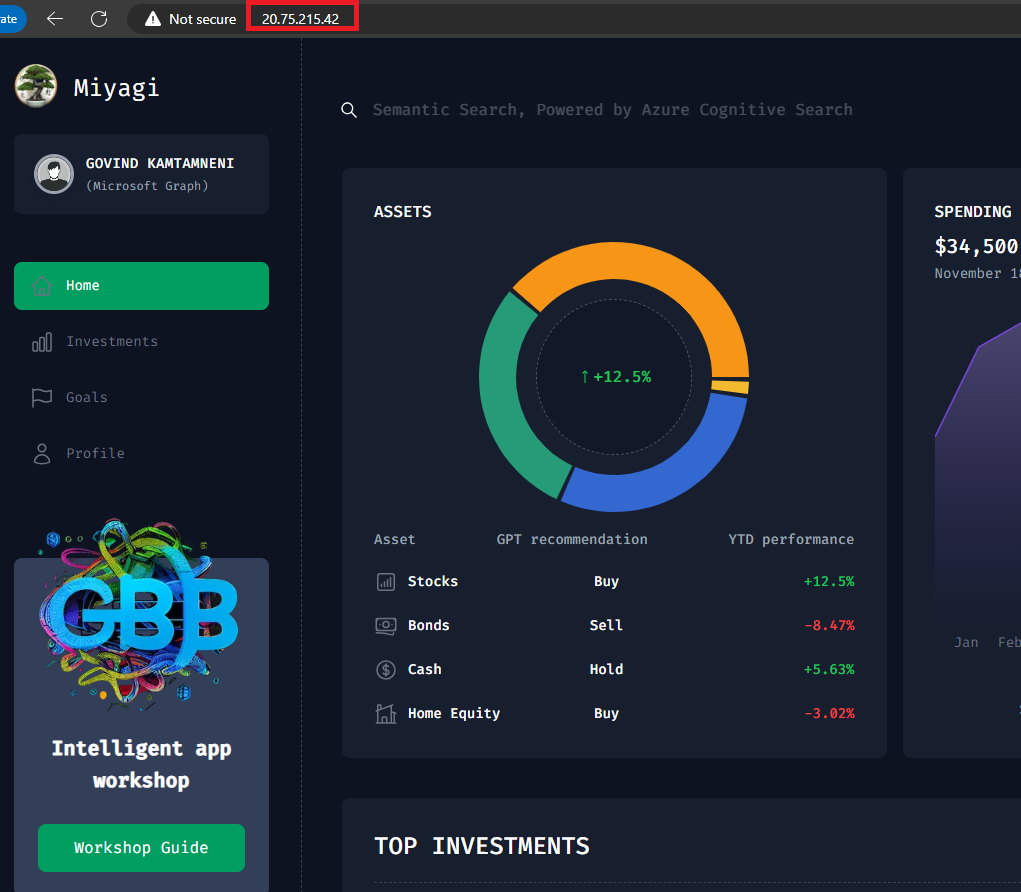 ate
Not secure
20.75.215.42
Miyagi
GOVIND KAMTAMNENI
(Microsoft Graph)
Home
Investments
Goals
Profile
GBB
Intelligent app
workshop
Workshop Guide
Semantic Search, Powered by Azure Cognitive Search
ASSETS
↑+12.5%
Asset GPT recommendation YTD performance
Stocks Buy +12.5%
Bonds Sell -8.47%
Cash Hold +5.63%
Home Equity Buy -3.02%
SPENDING
$34,500
November
Jan Feb
TOP INVESTMENTS